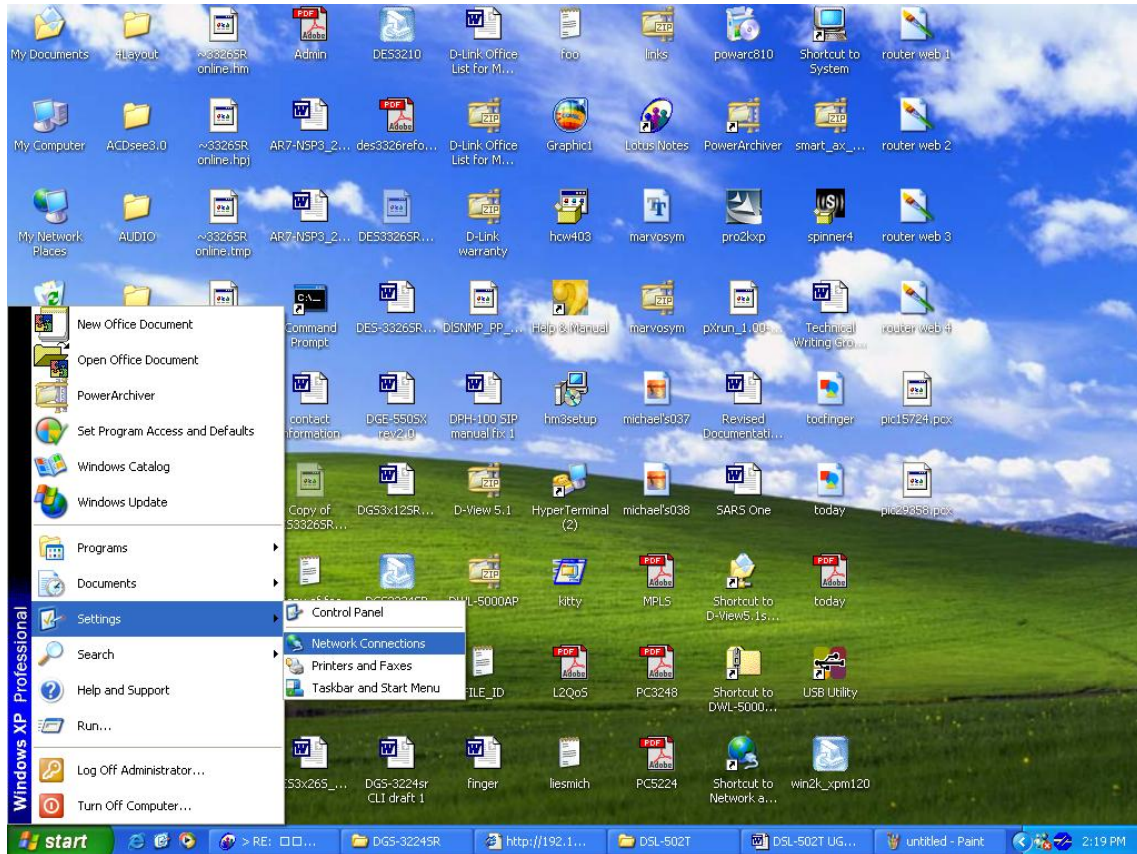 My Documents
4Layout
~3326SR online.hm
Admin
DES3210
D-Link Office List for M...
foo
links
powarc810
Shortcut to System
router web 1
My Computer
ACDsee3.0
~3326SR online.hpj
AR7-NSP3_2...
des3326refo...
D-Link Office List for M...
Graphic1
Lotus Notes
PowerArchiver
smart_ax_...
router web 2
My Network Places
AUDIO
~3326SR online.tmp
AR7-NSP3_2...
DES3326SR...
D-Link warranty
hcw403
marvosym
pro2kxp
spinner4
router web 3
Command Prompt
DES-3326SR...
DlSNMP_PP_...
Help & Manual
marvosym
pXrun_1.00-...
Technical Writing Gro...
router web 4
contact information
DGE-550SX rev2.0
DPH-100 SIP manual fix 1
hm3setup
michael's037
Revised Documentati...
tocfinger
pic15724.pcx
Copy of
S3326SR...
DGS3x12SR...
D-View 5.1
HyperTerminal (2)
michael's038
SARS One
today
pic29358.pcx
kitty
MPLS
Shortcut to D-View5.1s...
today
L-5000AP
FILE_ID
L2QoS
PC3248
Shortcut to DWL-5000...
USB Utility
S3x26S_...
DGS-3224sr CLI draft 1
finger
liesmich
PC5224
Shortcut to Network a...
win2k_xpm120
New Office Document
Open Office Document
PowerArchiver
Set Program Access and Defaults
Windows Catalog
Windows Update
Programs
Documents
Settings
Search
Help and Support
Run...
Log Off Administrator...
Turn Off Computer...
Windows XP Professional
Control Panel
Network Connections
Printers and Faxes
Taskbar and Start Menu
start
> RE: □□...
DGS-3224SR
http://192.1...
DSL-502T
DSL-502T UG...
untitled - Paint
2:19 PM